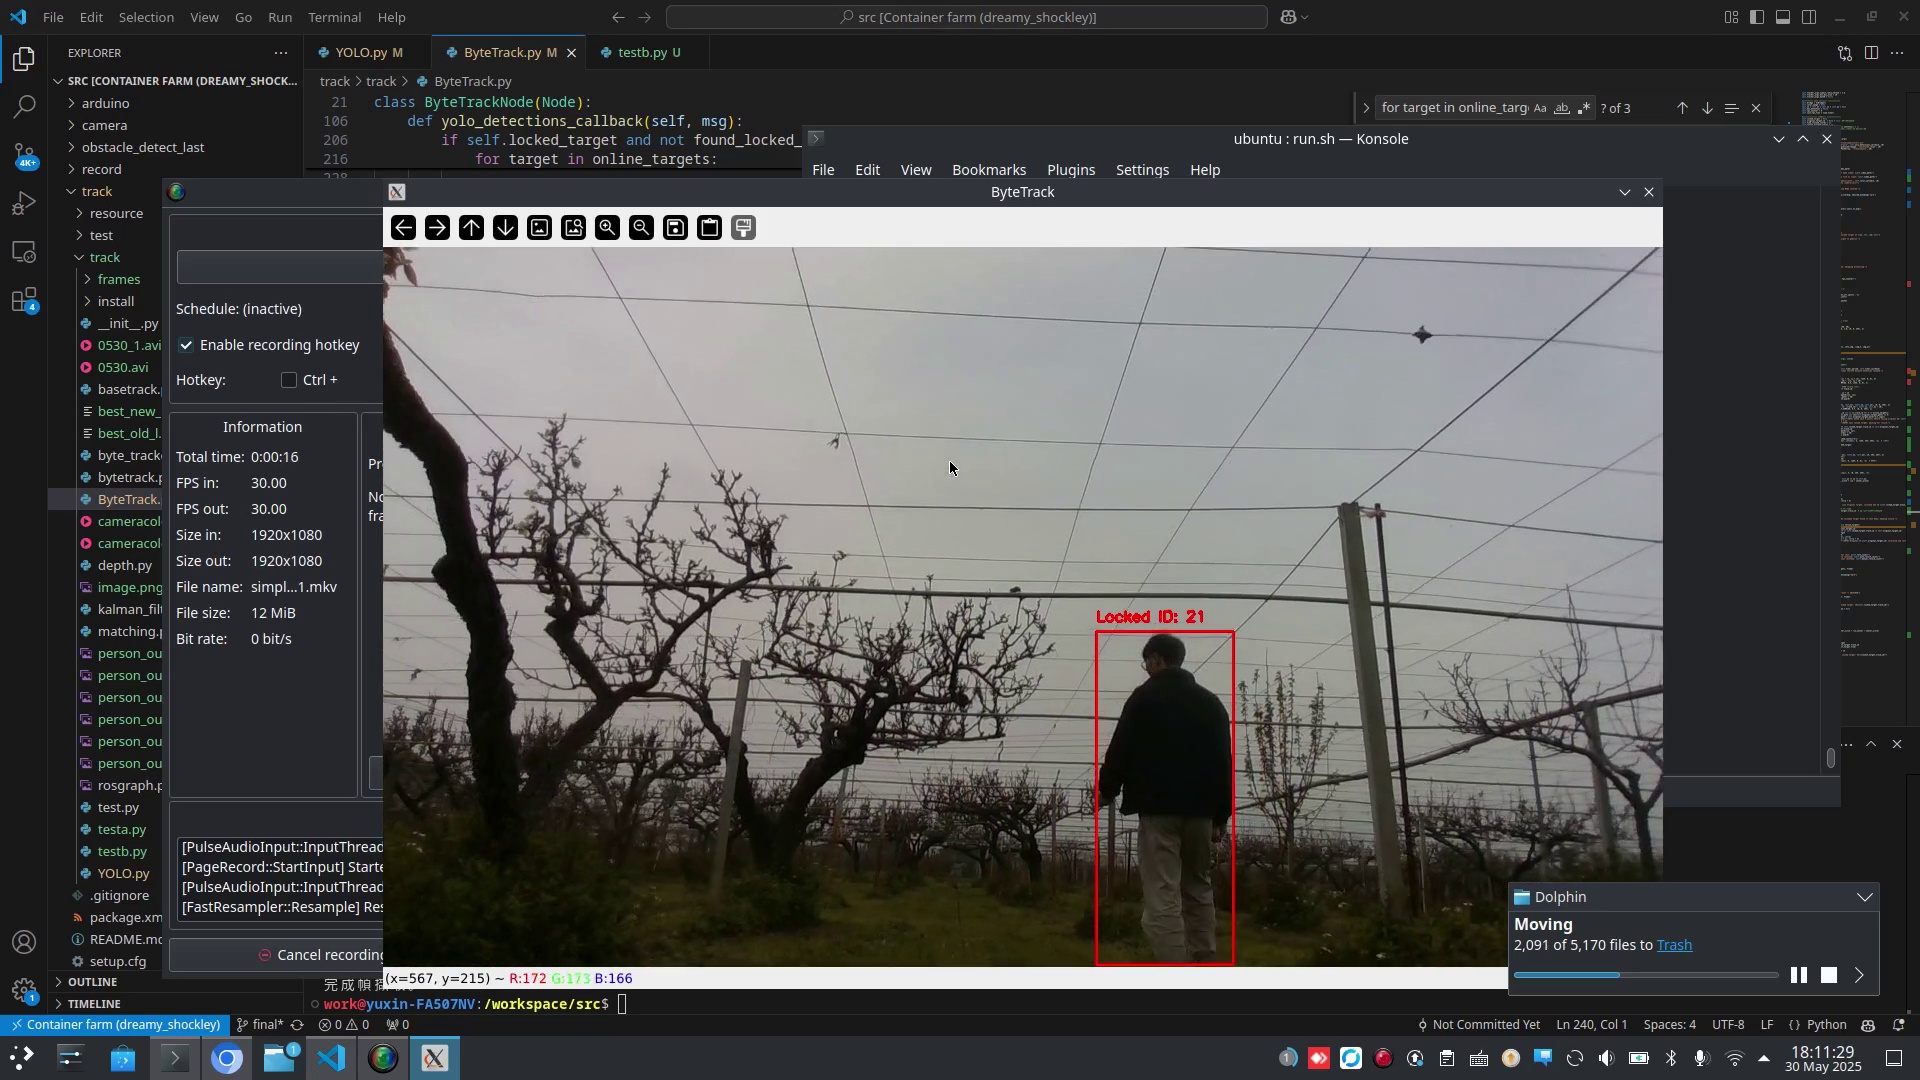 File Edit Selection View Go Run Terminal Help
src [Container farm (dreamy_shockley)]
EXPLORER
YOLO.py M
ByteTrack.py M
testb.py U
SRC [CONTAINER FARM (DREAMY_SHOCK...
track > track > ByteTrack.py
arduino
21 class ByteTrackNode(Node):
for target in online_targ
Aa ab
? of 3
camera
106 def yolo_detections_callback(self, msg):
obstacle_detect_last
206 if self.locked_target and not found_locked_
ubuntu : run.sh — Konsole
4K+
record
216 for target in online_targets:
File Edit View Bookmarks Plugins Settings Help
track
ByteTrack
resource
test
track
frames
install
Schedule: (inactive)
__init__.py
0530_1.avi
Enable recording hotkey
0530.avi
Hotkey:
Ctrl +
basetrack.
best_new_
Information
best_old_l.
byte_track
Total time: 0:00:16
bytetrack.p
FPS in: 30.00
ByteTrack.
FPS out: 30.00
cameracol
Size in: 1920x1080
cameracol
Size out: 1920x1080
depth.py
File name: simpl...1.mkv
image.png
kalman_filt
File size: 12 MiB
matching.p
Bit rate: 0 bit/s
person_ou
person_ou
person_ou
person_ou
person_ou
person_ou
rosgraph.p
test.py
testa.py
testb.py
YOLO.py
.gitignore
package.xm
README.md
setup.cfg
Locked ID: 21
[PulseAudioInput::InputThread
[PageRecord::StartInput] Starte
[PulseAudioInput::InputThread
[FastResampler::Resample] Res
Cancel recording
Dolphin
Moving
2,091 of 5,170 files to Trash
(x=567, y=215) ~ R:172 G:173 B:166
OUTLINE
TIMELINE
work@yuxin-FA507NV:/workspace/src$
Container farm (dreamy_shockley)
final*
0 0
0
Not Committed Yet
Ln 240, Col 1
Spaces: 4
UTF-8
LF
{} Python
18:11:29
30 May 2025